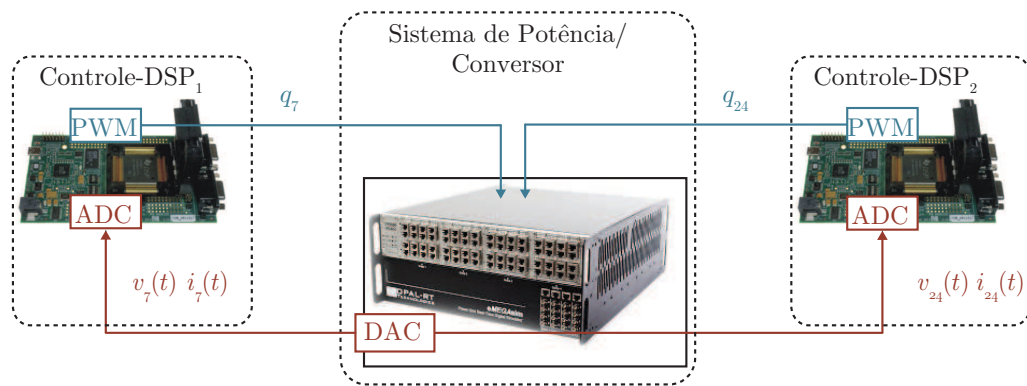 Sistema de Potência/
Conversor
Controle-DSP₁
Controle-DSP₂
PWM
q₇
q₂₄
PWM
ADC
ADC
v₇(t) i₇(t)
v₂₄(t) i₂₄(t)
OPAL-RT
TECHNOLOGIES
eMEGAsim
DAC